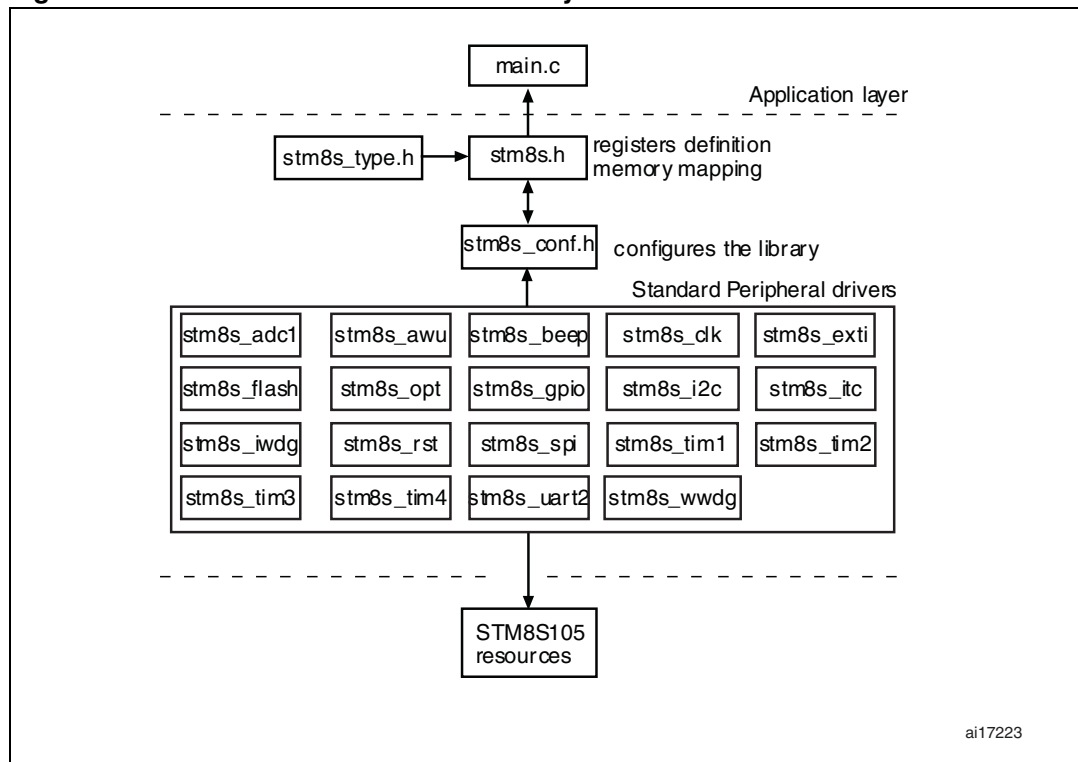 main.c
Application layer
stm8s_type.h
stm8s.h
registers definition
memory mapping
stm8s_conf.h
configures the library
Standard Peripheral drivers
stm8s_adc1
stm8s_awu
stm8s_beep
stm8s_clk
stm8s_exti
stm8s_flash
stm8s_opt
stm8s_gpio
stm8s_i2c
stm8s_itc
stm8s_iwdg
stm8s_rst
stm8s_spi
stm8s_tim1
stm8s_tim2
stm8s_tim3
stm8s_tim4
stm8s_uart2
stm8s_wwdg
STM8S105
resources
ai17223